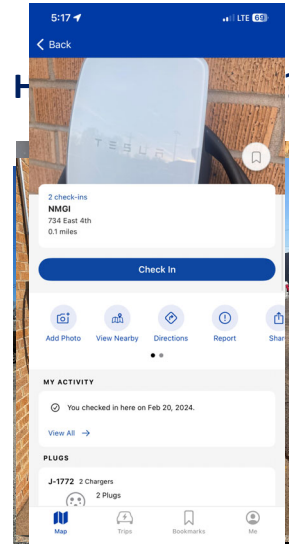 5:17
LTE 69
Back
TESLA
2 check-ins
NMGI
734 East 4th
0.1 miles
Check In
Add Photo
View Nearby
Directions
Report
Shar
MY ACTIVITY
You checked in here on Feb 20, 2024.
View All →
PLUGS
J-1772 2 Chargers
2 Plugs
Map
Trips
Bookmarks
Me